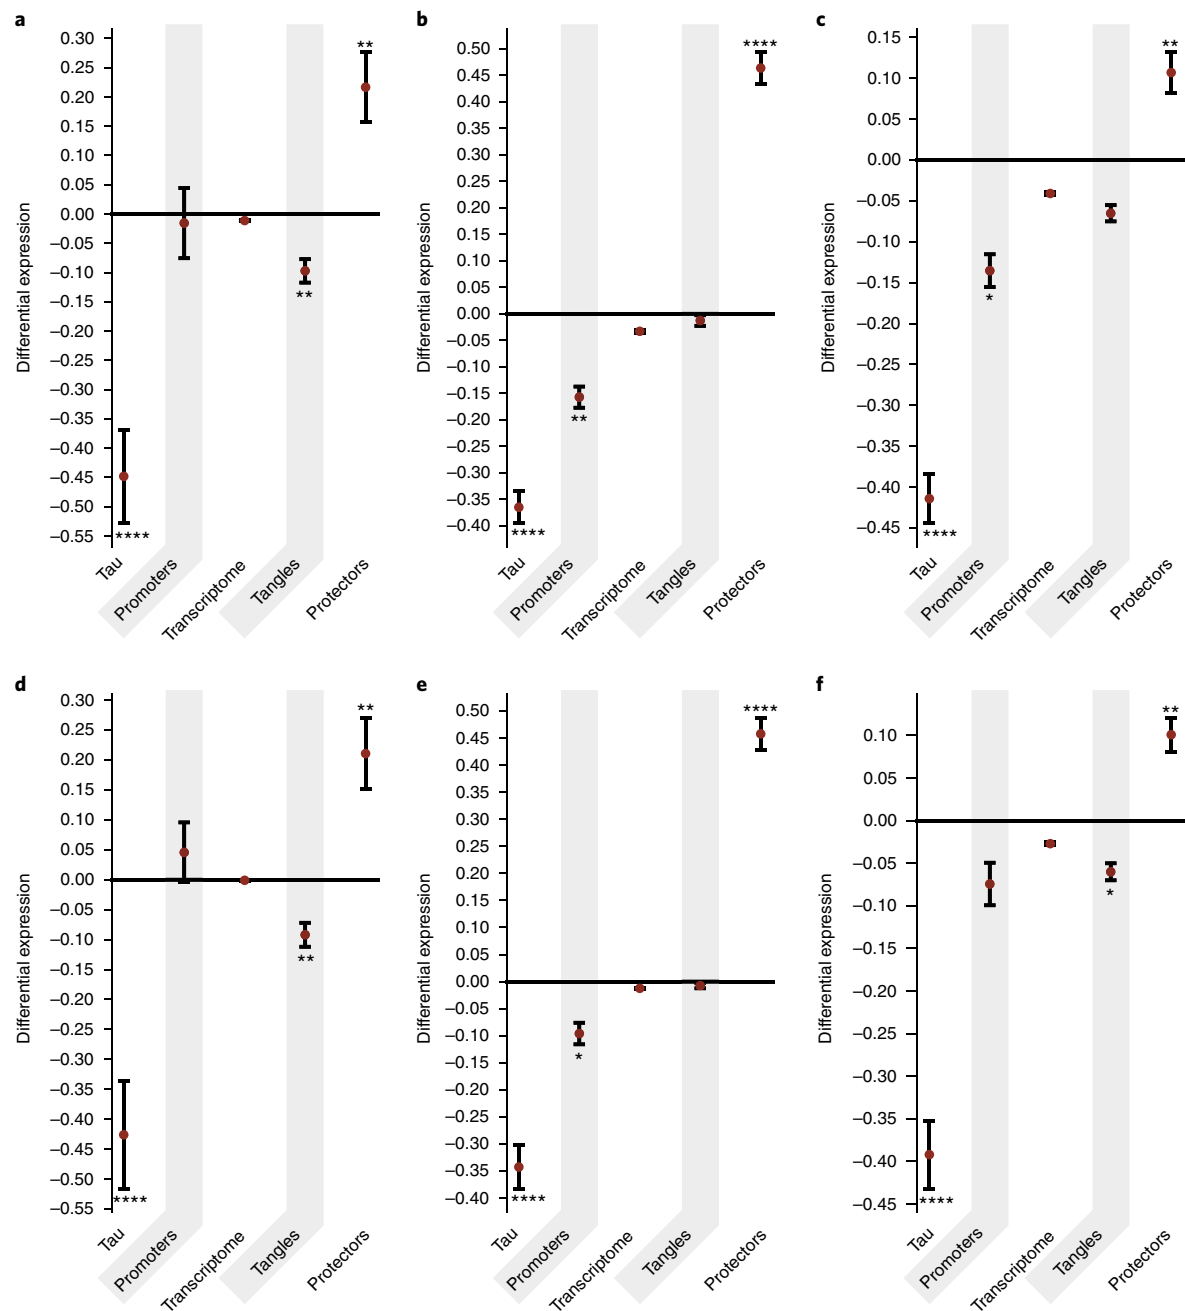 a
0.30
0.25
0.20
0.15
0.10
0.05
0.00
–0.05
–0.10
–0.15
–0.20
–0.25
–0.30
–0.35
–0.40
–0.45
–0.50
–0.55
Differential expression
****
**
**
Tau
Promoters
Transcriptome
Tangles
Protectors
b
0.50
0.45
0.40
0.35
0.30
0.25
0.20
0.15
0.10
0.05
0.00
–0.05
–0.10
–0.15
–0.20
–0.25
–0.30
–0.35
–0.40
Differential expression
****
**
****
Tau
Promoters
Transcriptome
Tangles
Protectors
c
0.15
0.10
0.05
0.00
–0.05
–0.10
–0.15
–0.20
–0.25
–0.30
–0.35
–0.40
–0.45
Differential expression
****
*
**
Tau
Promoters
Transcriptome
Tangles
Protectors
d
0.30
0.25
0.20
0.15
0.10
0.05
0.00
–0.05
–0.10
–0.15
–0.20
–0.25
–0.30
–0.35
–0.40
–0.45
–0.50
–0.55
Differential expression
****
**
**
Tau
Promoters
Transcriptome
Tangles
Protectors
e
0.50
0.45
0.40
0.35
0.30
0.25
0.20
0.15
0.10
0.05
0.00
–0.05
–0.10
–0.15
–0.20
–0.25
–0.30
–0.35
–0.40
Differential expression
****
*
****
Tau
Promoters
Transcriptome
Tangles
Protectors
f
0.10
0.05
0.00
–0.05
–0.10
–0.15
–0.20
–0.25
–0.30
–0.35
–0.40
–0.45
Differential expression
****
*
**
Tau
Promoters
Transcriptome
Tangles
Protectors